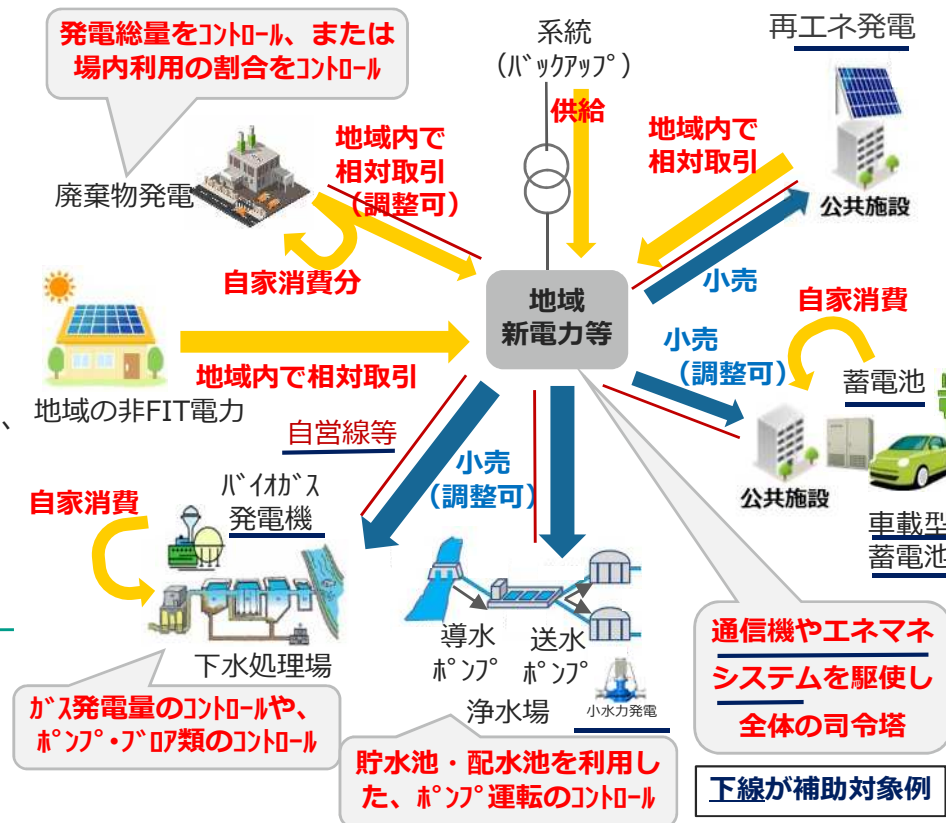 発電総量をｺﾝﾄﾛｰﾙ、または
場内利用の割合をｺﾝﾄﾛｰﾙ
系統
（ﾊﾞｯｸｱｯﾌﾟ）
供給
再エネ発電
地域内で
相対取引
公共施設
地域内で
相対取引
（調整可）
廃棄物発電
自家消費分
地域
新電力等
小売
自家消費
小売
（調整可）
蓄電池
公共施設
車載型
蓄電池
地域内で相対取引
、
地域の非FIT電力
自営線等
小売
（調整可）
自家消費
ﾊﾞｲｵｶﾞｽ
発電機
下水処理場
導水
ﾎﾟﾝﾌﾟ
送水
ﾎﾟﾝﾌﾟ
浄水場
小水力発電
通信機やエネマネ
システムを駆使し
全体の司令塔
ｶﾞｽ発電量のｺﾝﾄﾛｰﾙや、
ﾎﾟﾝﾌﾟ・ﾌﾞﾛｱ類のｺﾝﾄﾛｰﾙ
貯水池・配水池を利用し
た、ﾎﾟﾝﾌﾟ運転のｺﾝﾄﾛｰﾙ
下線が補助対象例